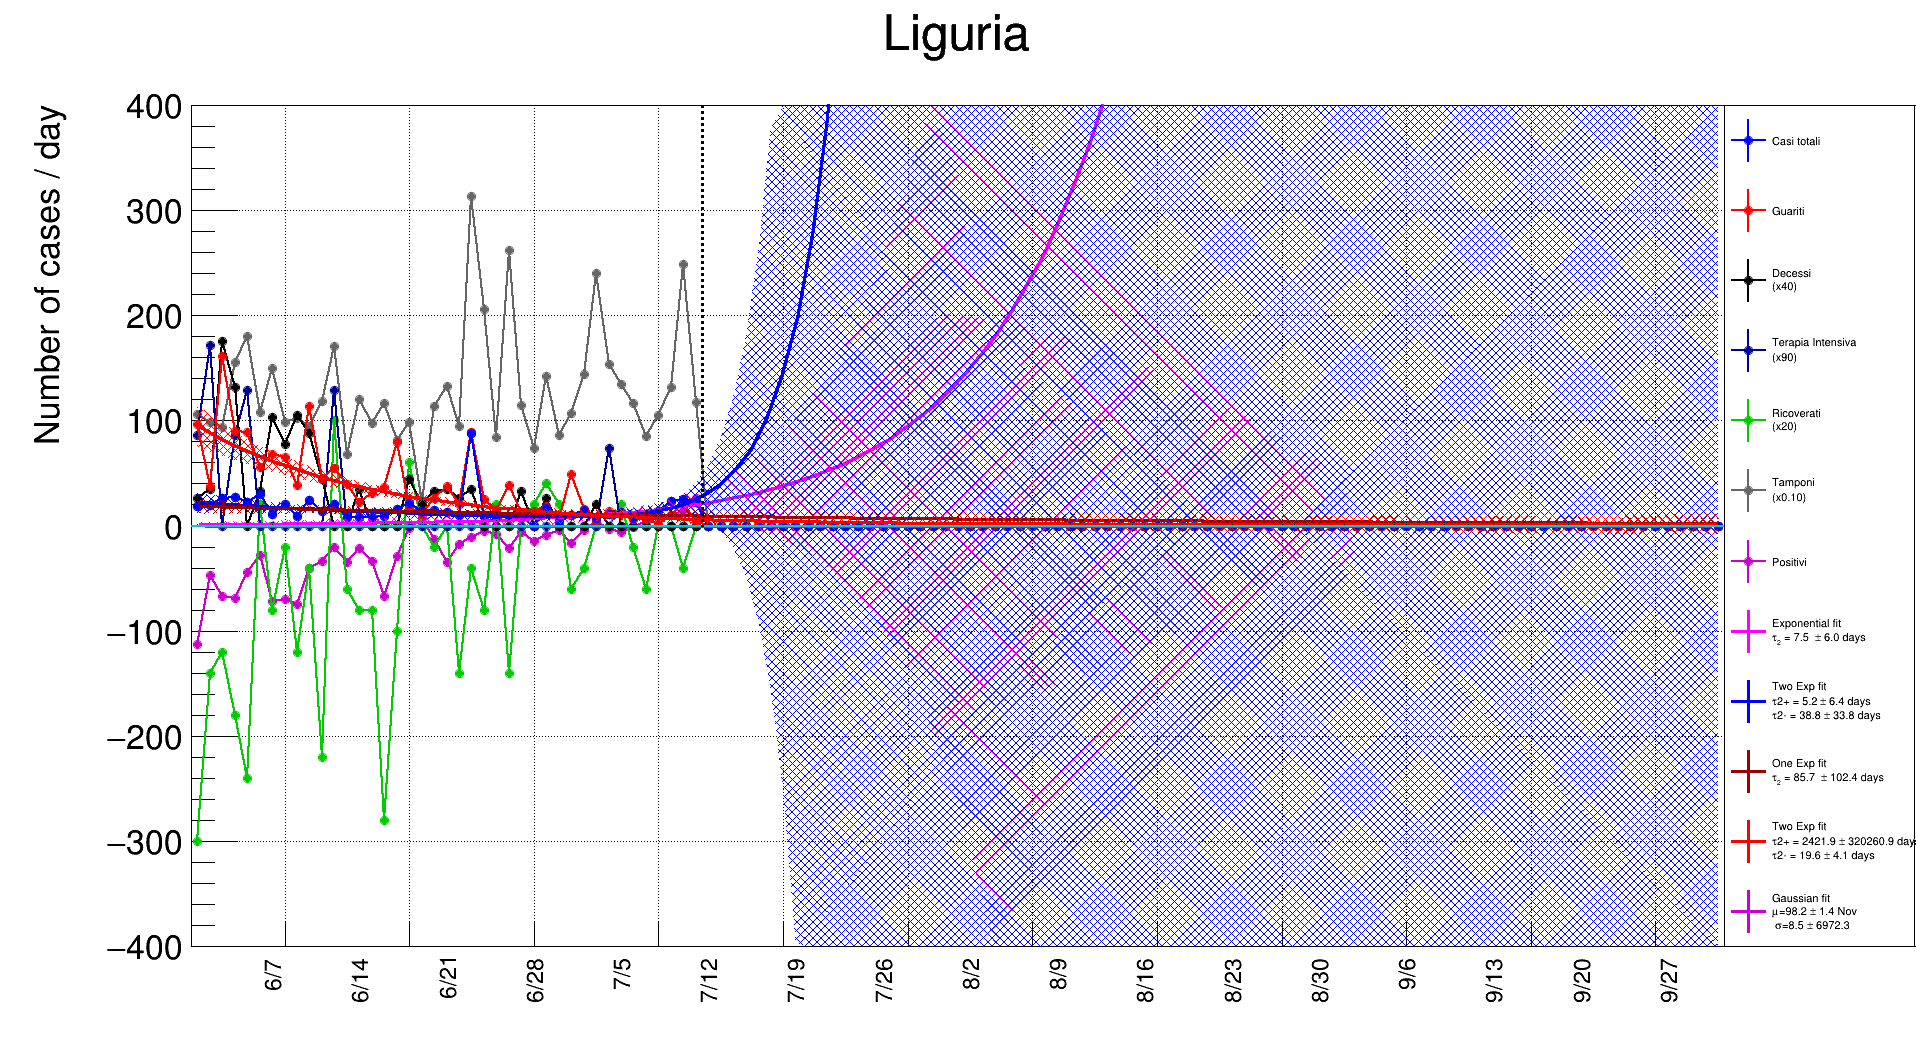 Liguria
Number of cases / day
400
300
200
100
0
−100
−200
−300
−400
6/7
6/14
6/21
6/28
7/5
7/12
7/19
7/26
8/2
8/9
8/16
8/23
8/30
9/6
9/13
9/20
9/27
Casi totali
Guariti
Decessi
(x40)
Terapia Intensiva
(x90)
Ricoverati
(x20)
Tamponi
(x0.10)
Positivi
Exponential fit
τ2 = 7.5 ± 6.0 days
Two Exp fit
τ2+ = 5.2 ± 6.4 days
τ2- = 38.8 ± 33.8 days
One Exp fit
τ2 = 85.7 ± 102.4 days
Two Exp fit
τ2+ = 2421.9 ± 320260.9 day
τ2- = 19.6 ± 4.1 days
Gaussian fit
μ=98.2 ± 1.4 Nov
σ=8.5 ± 6972.3